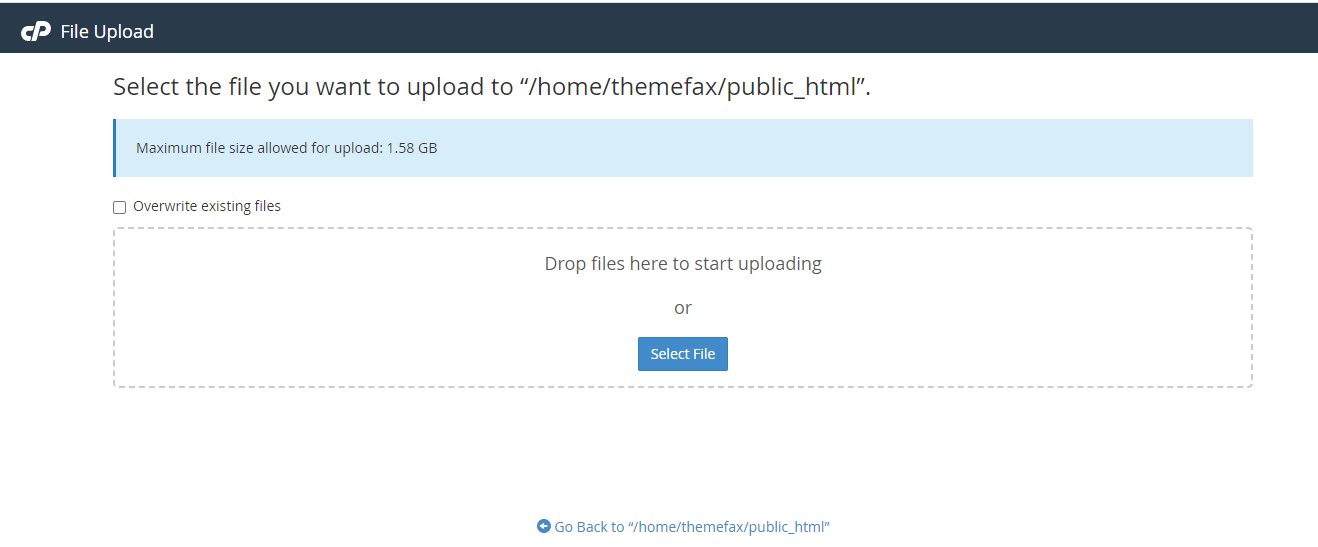 cP File Upload
Select the file you want to upload to “/home/themefax/public_html”.
Maximum file size allowed for upload: 1.58 GB
Overwrite existing files
Drop files here to start uploading
or
Select File
Go Back to “/home/themefax/public_html”